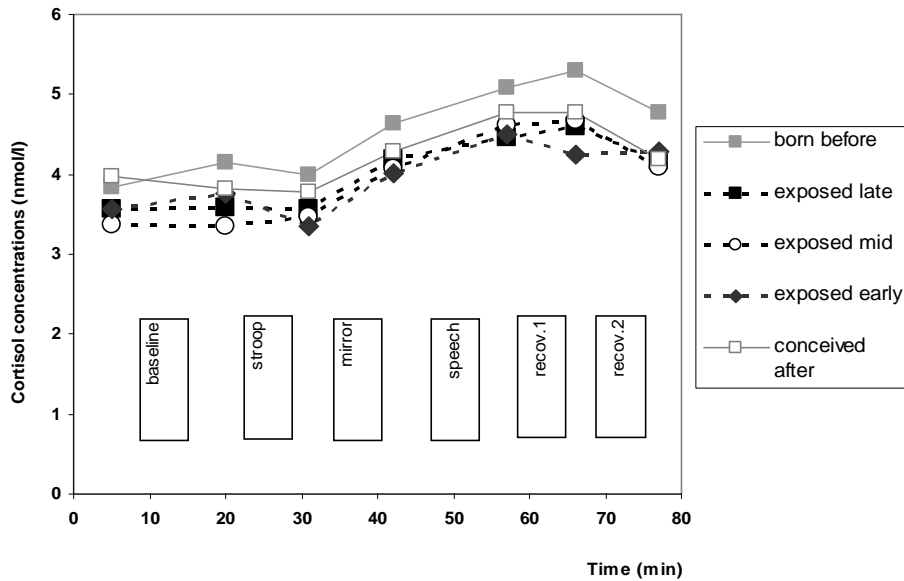 6
5
4
3
2
1
0
Cortisol concentrations (nmol/l)
baseline
stroop
mirror
speech
recov.1
recov.2
0 10 20 30 40 50 60 70 80
Time (min)
born before
exposed late
exposed mid
exposed early
conceived
after